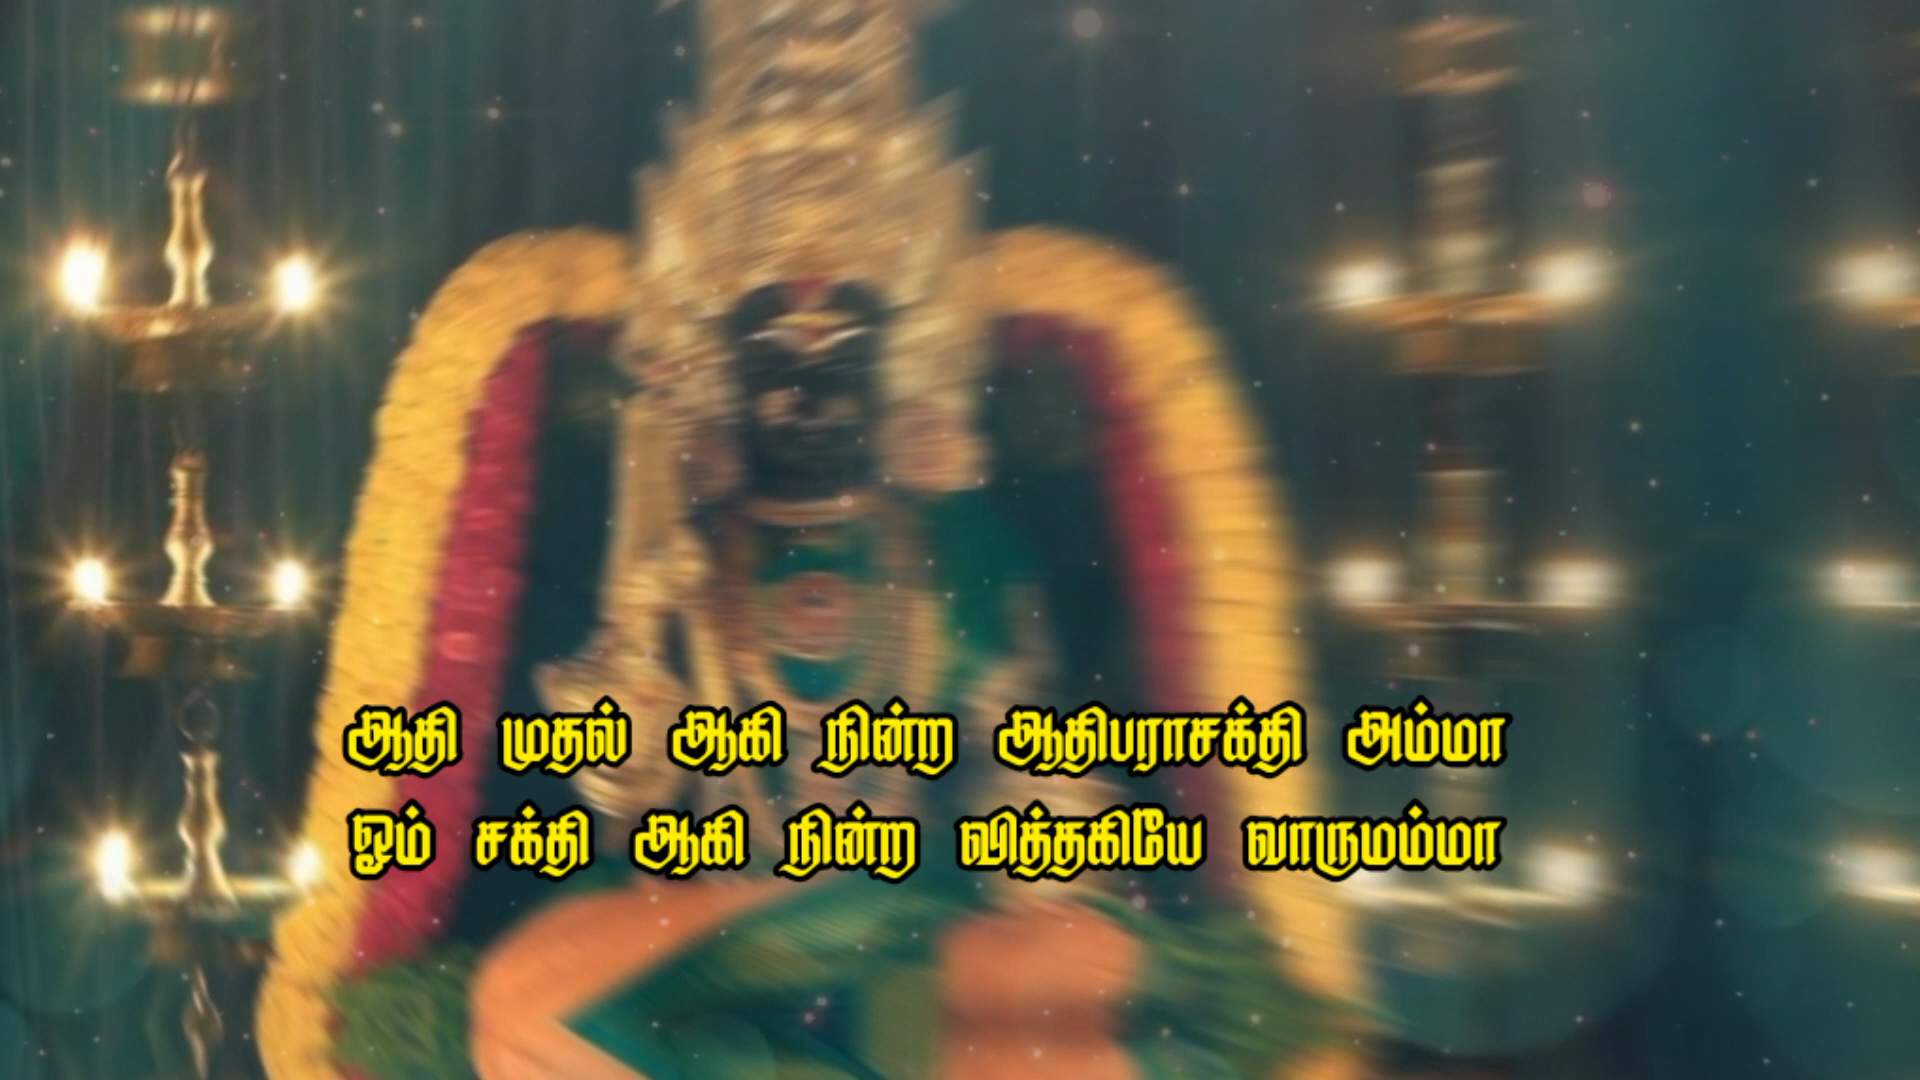 ஆதி முதல் ஆகி நின்ற ஆதிபராசக்தி அம்மா
ஓம் சக்தி ஆகி நின்ற வித்தகியே வாருமம்மா